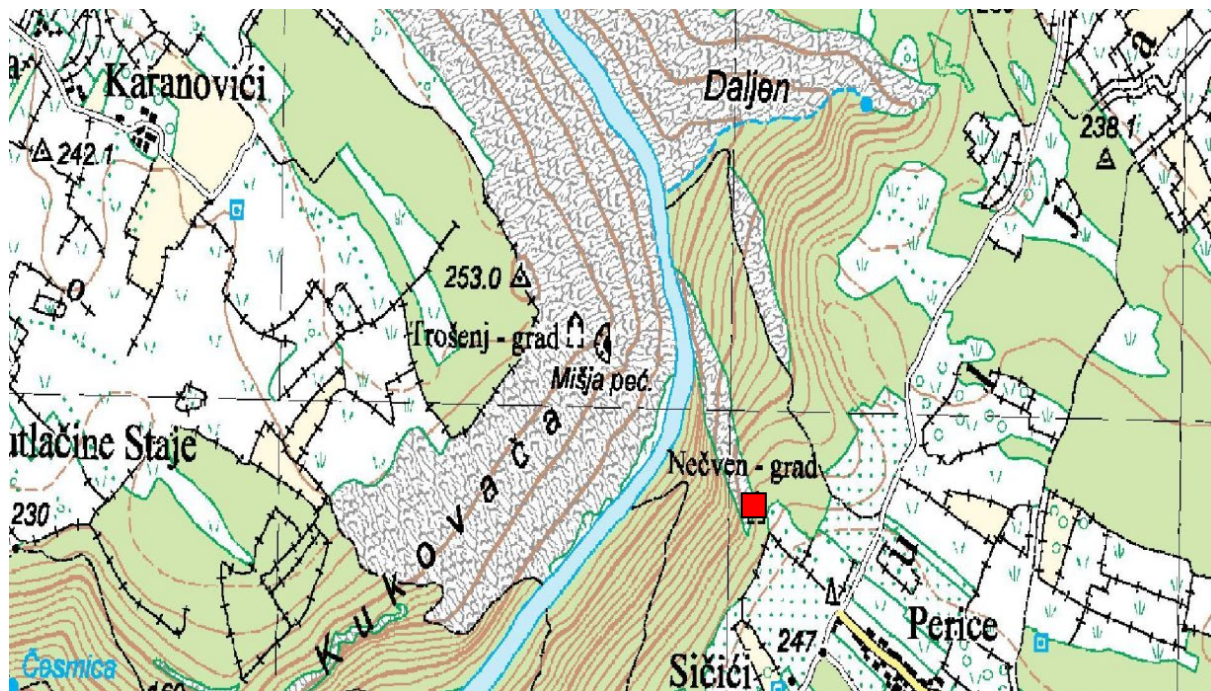 Karanovići
242.1
Daljen
238.1
253.0
Trošenj - grad
Mišja peć.
utlačine Staje
Nečven - grad
230
Kukovača
Perice
Sičići
247
Česmica
160